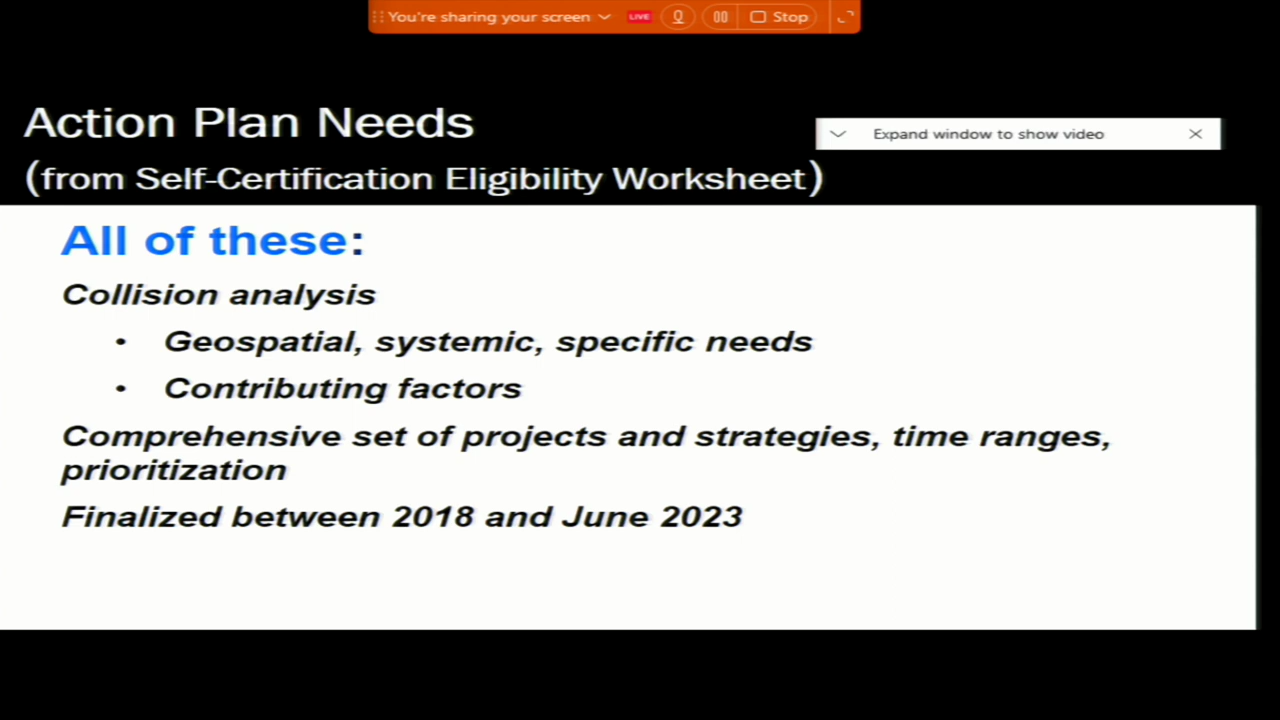 You're sharing your screen
LIVE
Stop
Action Plan Needs
Expand window to show video
(from Self-Certification Eligibility Worksheet)
All of these:
Collision analysis
• Geospatial, systemic, specific needs
• Contributing factors
Comprehensive set of projects and strategies, time ranges,
prioritization
Finalized between 2018 and June 2023